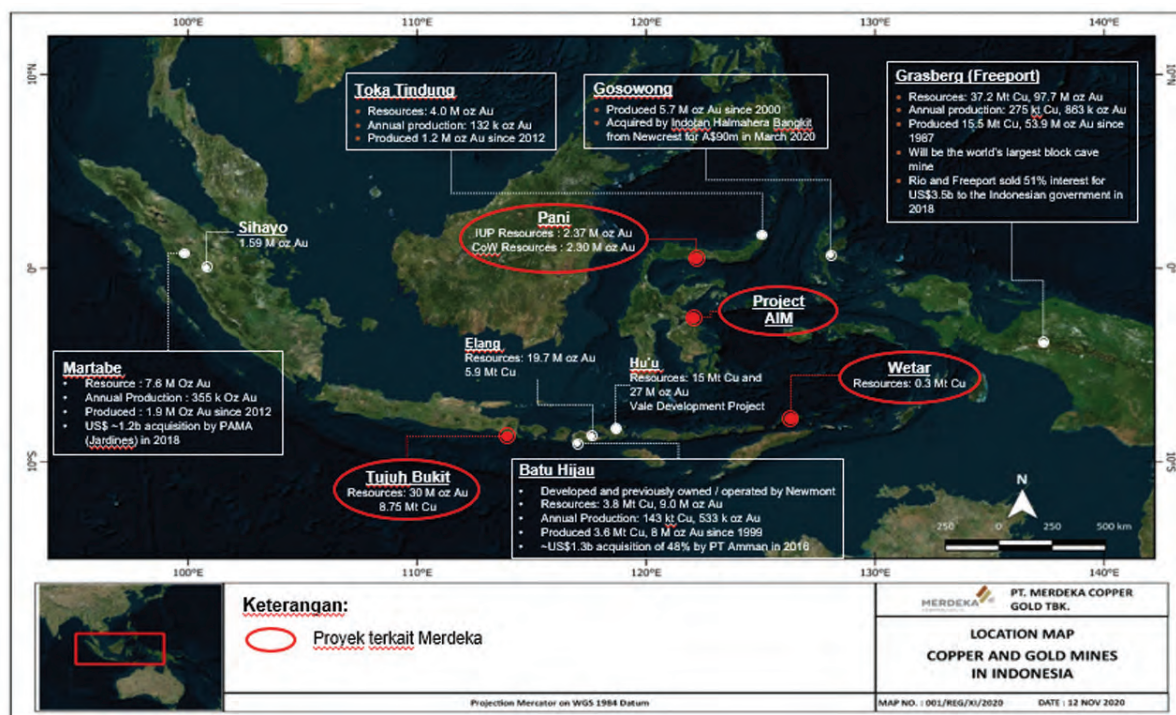 100°E
110°E
120°E
130°E
140°E
10°N
0°
10°S
10°N
0°
10°S
Toka Tindung
Resources: 4.0 M oz Au
Annual production: 132 k oz Au
Produced 1.2 M oz Au since 2012
Gosowong
Produced 5.7 M oz Au since 2000
Acquired by Indotan Halmahera Bangkit
from Newcrest for A$90m in March 2020
Grasberg (Freeport)
Resources: 37.2 Mt Cu, 97.7 M oz Au
Annual production: 275 kt Cu, 863 k oz Au
Produced 15.5 Mt Cu, 53.9 M oz Au since
1967
Will be the world's largest block cave
mine
Rio and Freeport sold 51% interest for
US$3.5b to the Indonesian government in
2018
Sihayo
1.59 M oz Au
Pani
IUP Resources : 2.37 M oz Au
CoW Resources : 2.30 M oz Au
Project
AIM
Martabe
Resource : 7.6 M Oz Au
Annual Production : 355 k Oz Au
Produced : 1.9 M Oz Au since 2012
US$ ~1.2b acquisition by PAMA
(Jardines) in 2018
Elang
Resources: 19.7 M oz Au
5.9 Mt Cu
Hu'u
Resources: 15 Mt Cu and
27 M oz Au
Vale Development Project
Wetar
Resources: 0.3 Mt Cu
Tujuh Bukit
Resources: 30 M oz Au
8.75 Mt Cu
Batu Hijau
Developed and previously owned / operated by Newmont
Resources: 3.8 Mt Cu, 9.0 M oz Au
Annual Production: 143 kt Cu, 533 k oz Au
Produced 3.6 Mt Cu, 8 M oz Au since 1999
~US$1.3b acquisition of 48% by PT Amman in 2016
N
250 0 250 500 km
100°E
110°E
120°E
130°E
140°E
Keterangan:
Proyek terkait Merdeka
Projection Mercator on WGS 1984 Datum
MERDEKA
PT. MERDEKA COPPER
GOLD TBK.
LOCATION MAP
COPPER AND GOLD MINES
IN INDONESIA
MAP NO. : 001/REG/XI/2020
DATE : 12 NOV 2020